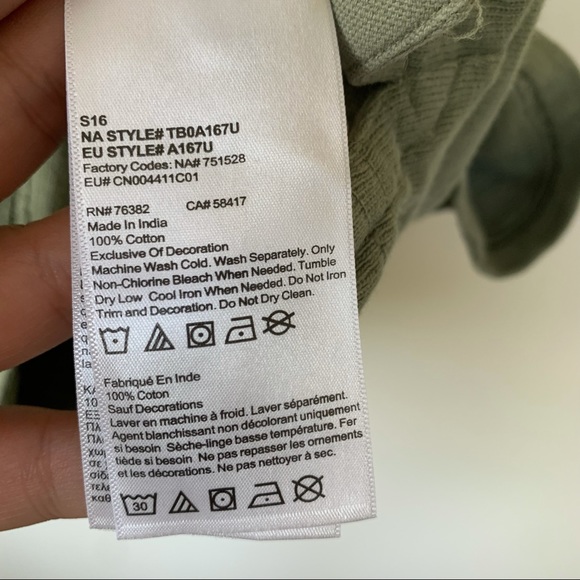 S16
NA STYLE# TB0A167U
EU STYLE# A167U
Factory Codes: NA# 751528
EU# CN004411C01
RN# 76382 CA# 58417
Made In India
100% Cotton
Exclusive Of Decoration
Machine Wash Cold. Wash Separately. Only
Non-Chlorine Bleach When Needed. Tumble
Dry Low Cool Iron When Needed. Do Not Iron
Trim and Decoration. Do Not Dry Clean.
Fabriqué En Inde
100% Coton
Sauf Decorations
Laver en machine à froid. Laver séparément.
Agent blanchissant non décolorant uniquement
si besoin Sèche-linge basse température. Fer
tiède si besoin Ne pas repasser les ornements
et les décorations. Ne pas nettoyer à sec.
30